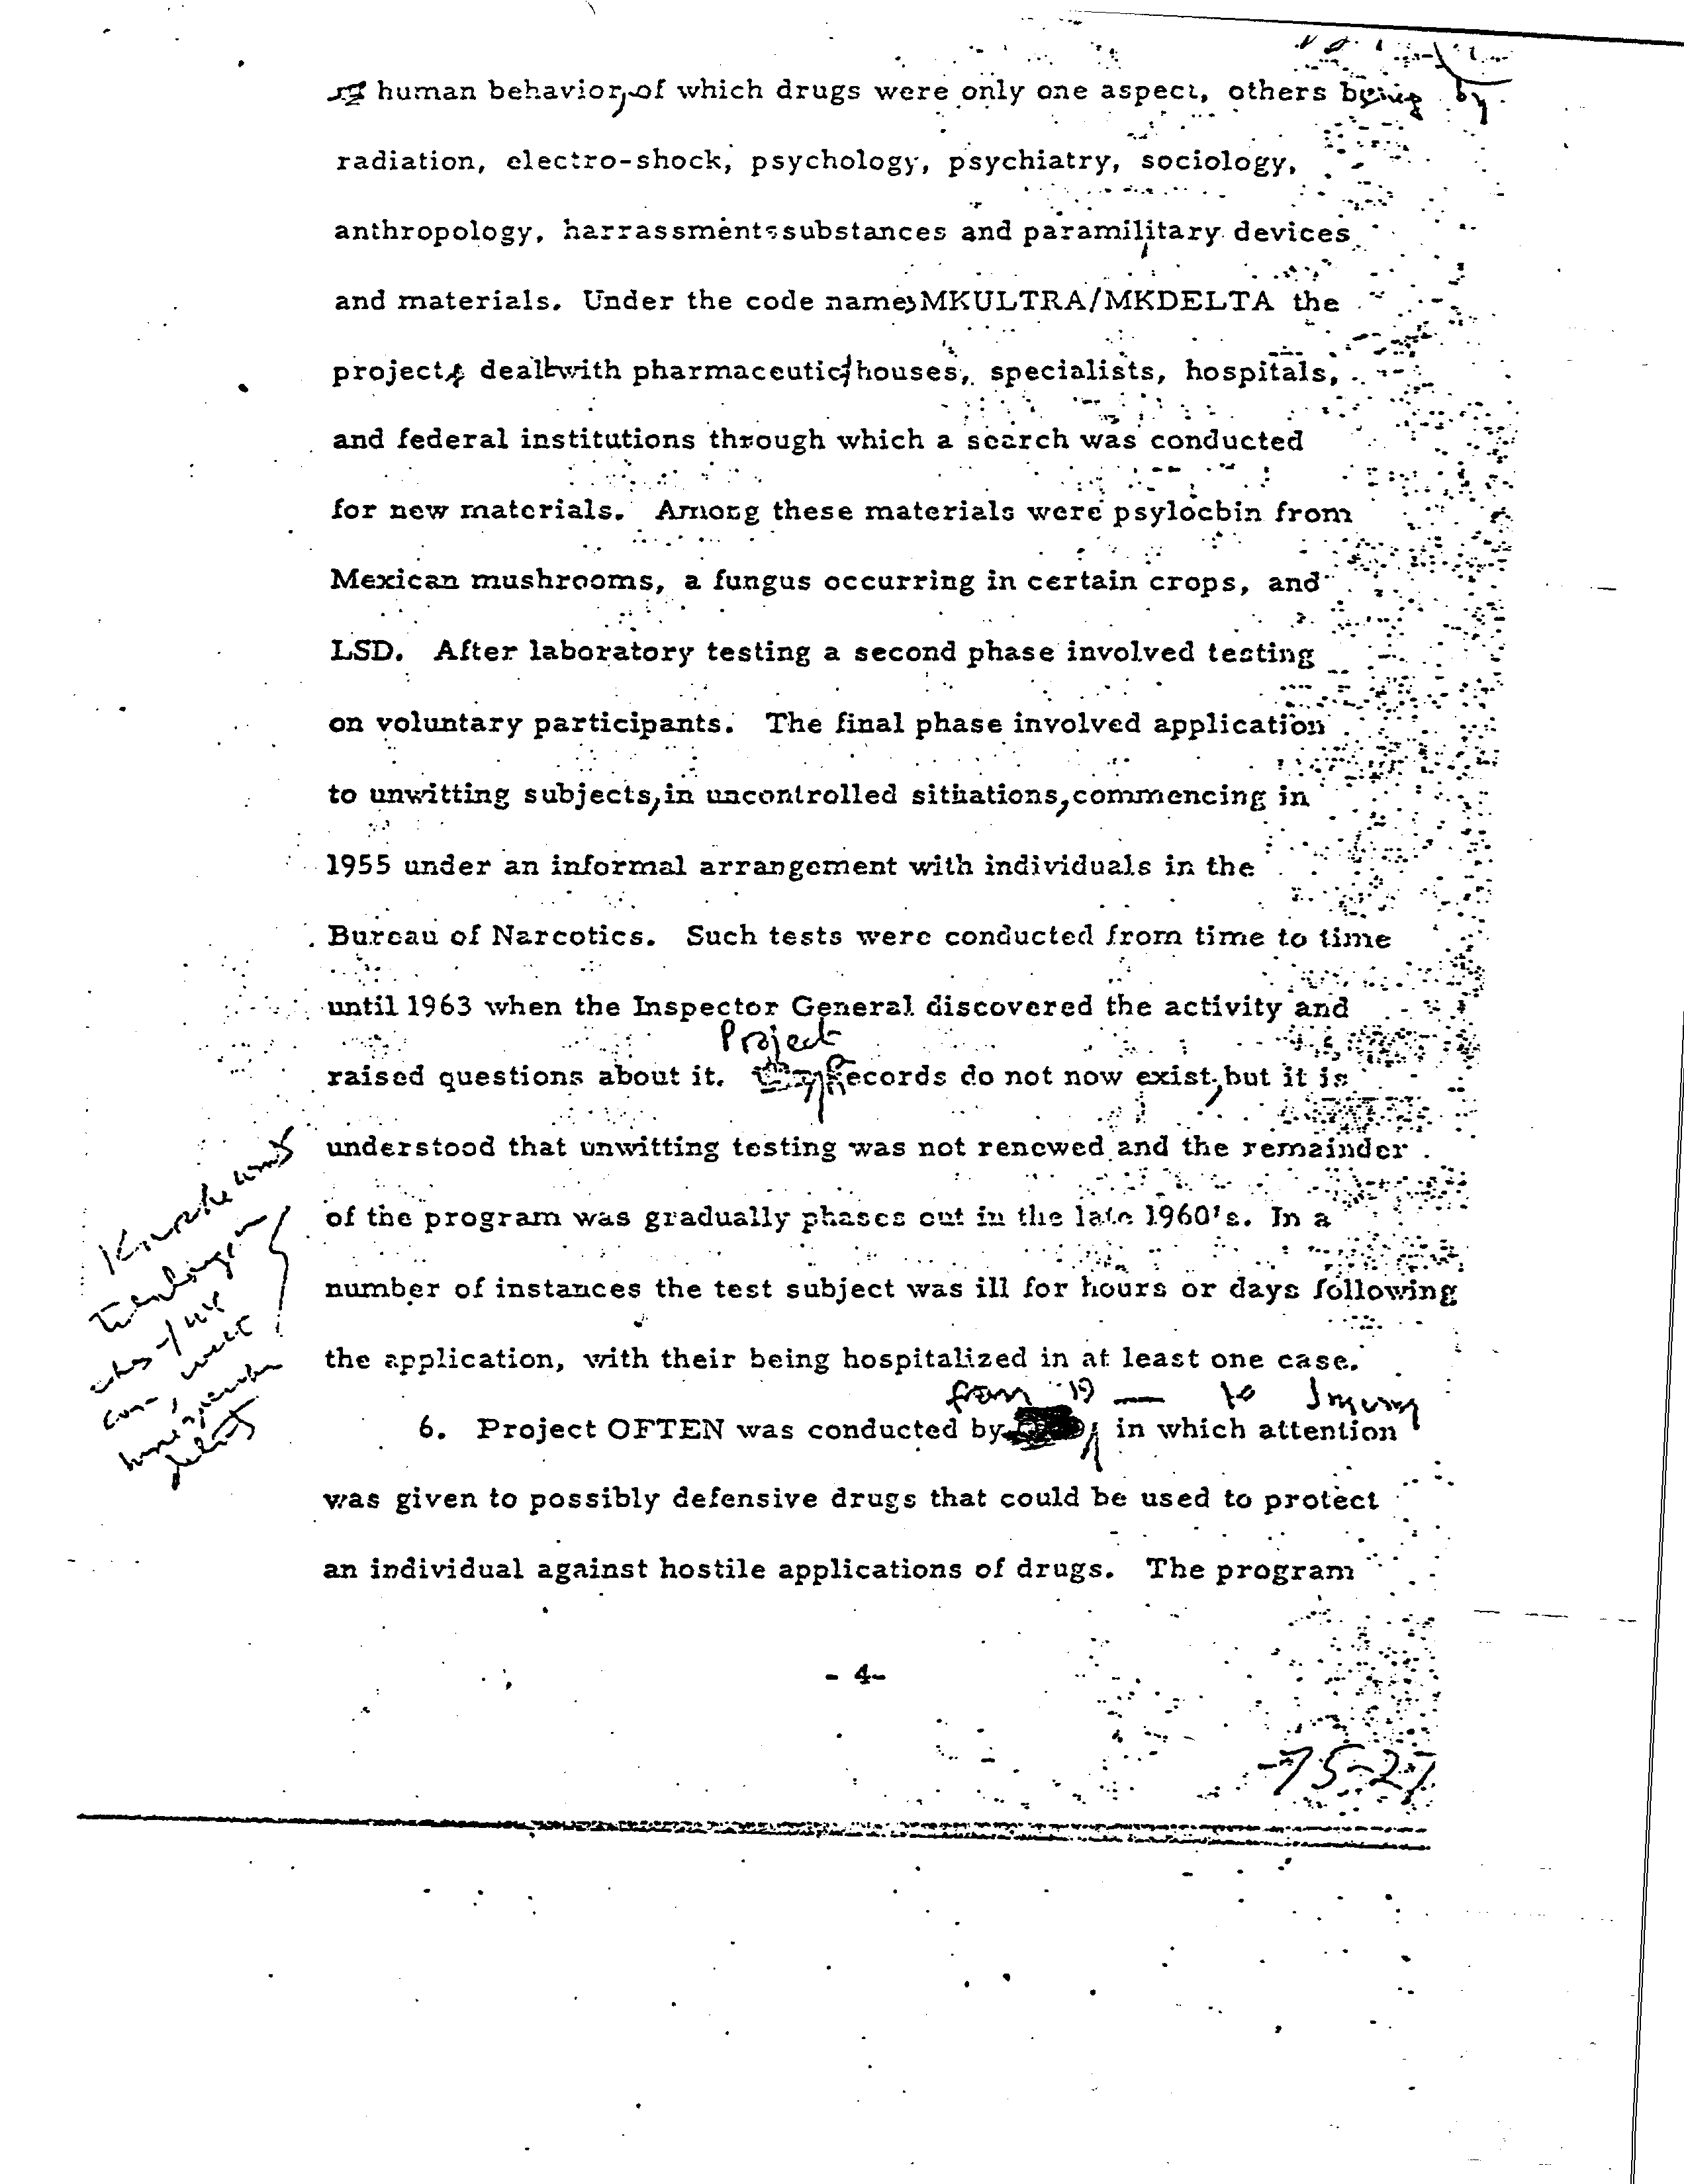 human behavior, of which drugs were only one aspect, others being by
radiation, electro-shock, psychology, psychiatry, sociology,
anthropology, harrassment substances and paramilitary devices
and materials. Under the code name, MKULTRA/MKDELTA the
project dealt with pharmaceutic houses, specialists, hospitals,
and federal institutions through which a search was conducted
for new materials. Among these materials were psylocbin from
Mexican mushrooms, a fungus occurring in certain crops, and
LSD. After laboratory testing a second phase involved testing
on voluntary participants. The final phase involved application
to unwitting subjects, in uncontrolled situations, commencing in
1955 under an informal arrangement with individuals in the
Bureau of Narcotics. Such tests were conducted from time to time
until 1963 when the Inspector General discovered the activity and
Project
raised questions about it. Records do not now exist, but it is
understood that unwitting testing was not renewed and the remainder
of the program was gradually phases out in the late 1960's. In a
number of instances the test subject was ill for hours or days following
the application, with their being hospitalized in at least one case.
from 19 — to
6. Project OFTEN was conducted by in which attention
was given to possibly defensive drugs that could be used to protect
an individual against hostile applications of drugs. The program
- 4-
75-27